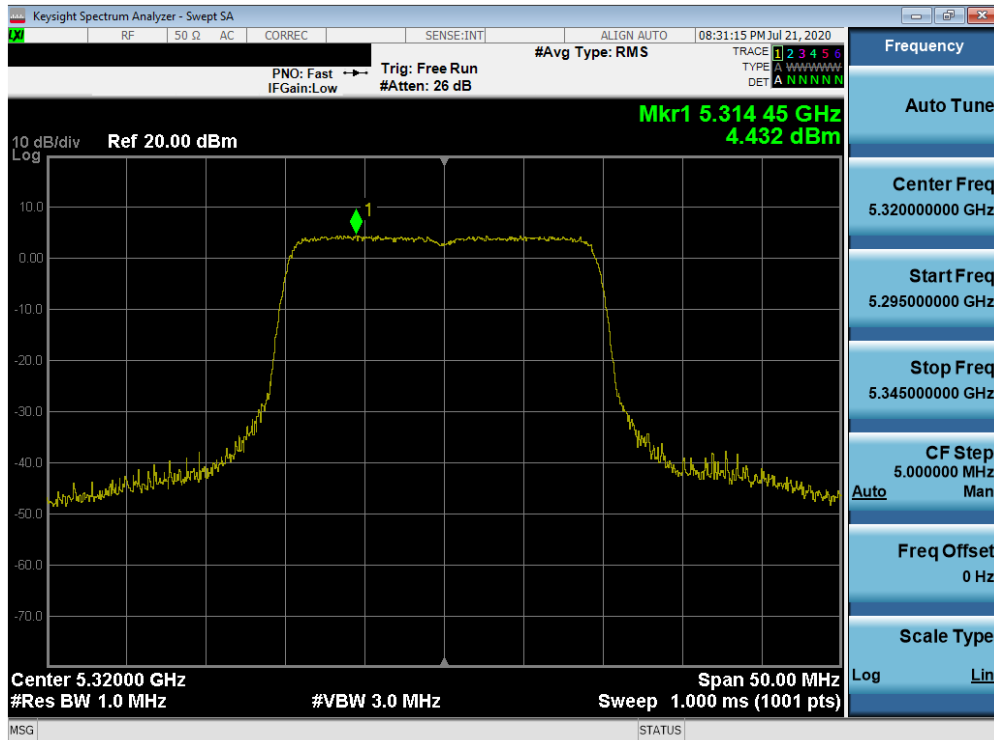 Keysight Spectrum Analyzer - Swept SA
LXI RF 50 Ω AC CORREC SENSE:INT ALIGN AUTO 08:31:15 PM Jul 21, 2020
#Avg Type: RMS
TRACE 1 2 3 4 5 6
TYPE A WWWWW
DET A N N N N N
PNO: Fast
IFGain:Low
Trig: Free Run
#Atten: 26 dB
Mkr1 5.314 45 GHz
4.432 dBm
10 dB/div Ref 20.00 dBm
Log
1
10.0
0.00
-10.0
-20.0
-30.0
-40.0
-50.0
-60.0
-70.0
Center 5.32000 GHz Span 50.00 MHz
#Res BW 1.0 MHz #VBW 3.0 MHz Sweep 1.000 ms (1001 pts)
MSG STATUS
Frequency
Auto Tune
Center Freq
5.320000000 GHz
Start Freq
5.295000000 GHz
Stop Freq
5.345000000 GHz
CF Step
5.000000 MHz
Auto Man
Freq Offset
0 Hz
Scale Type
Log Lin